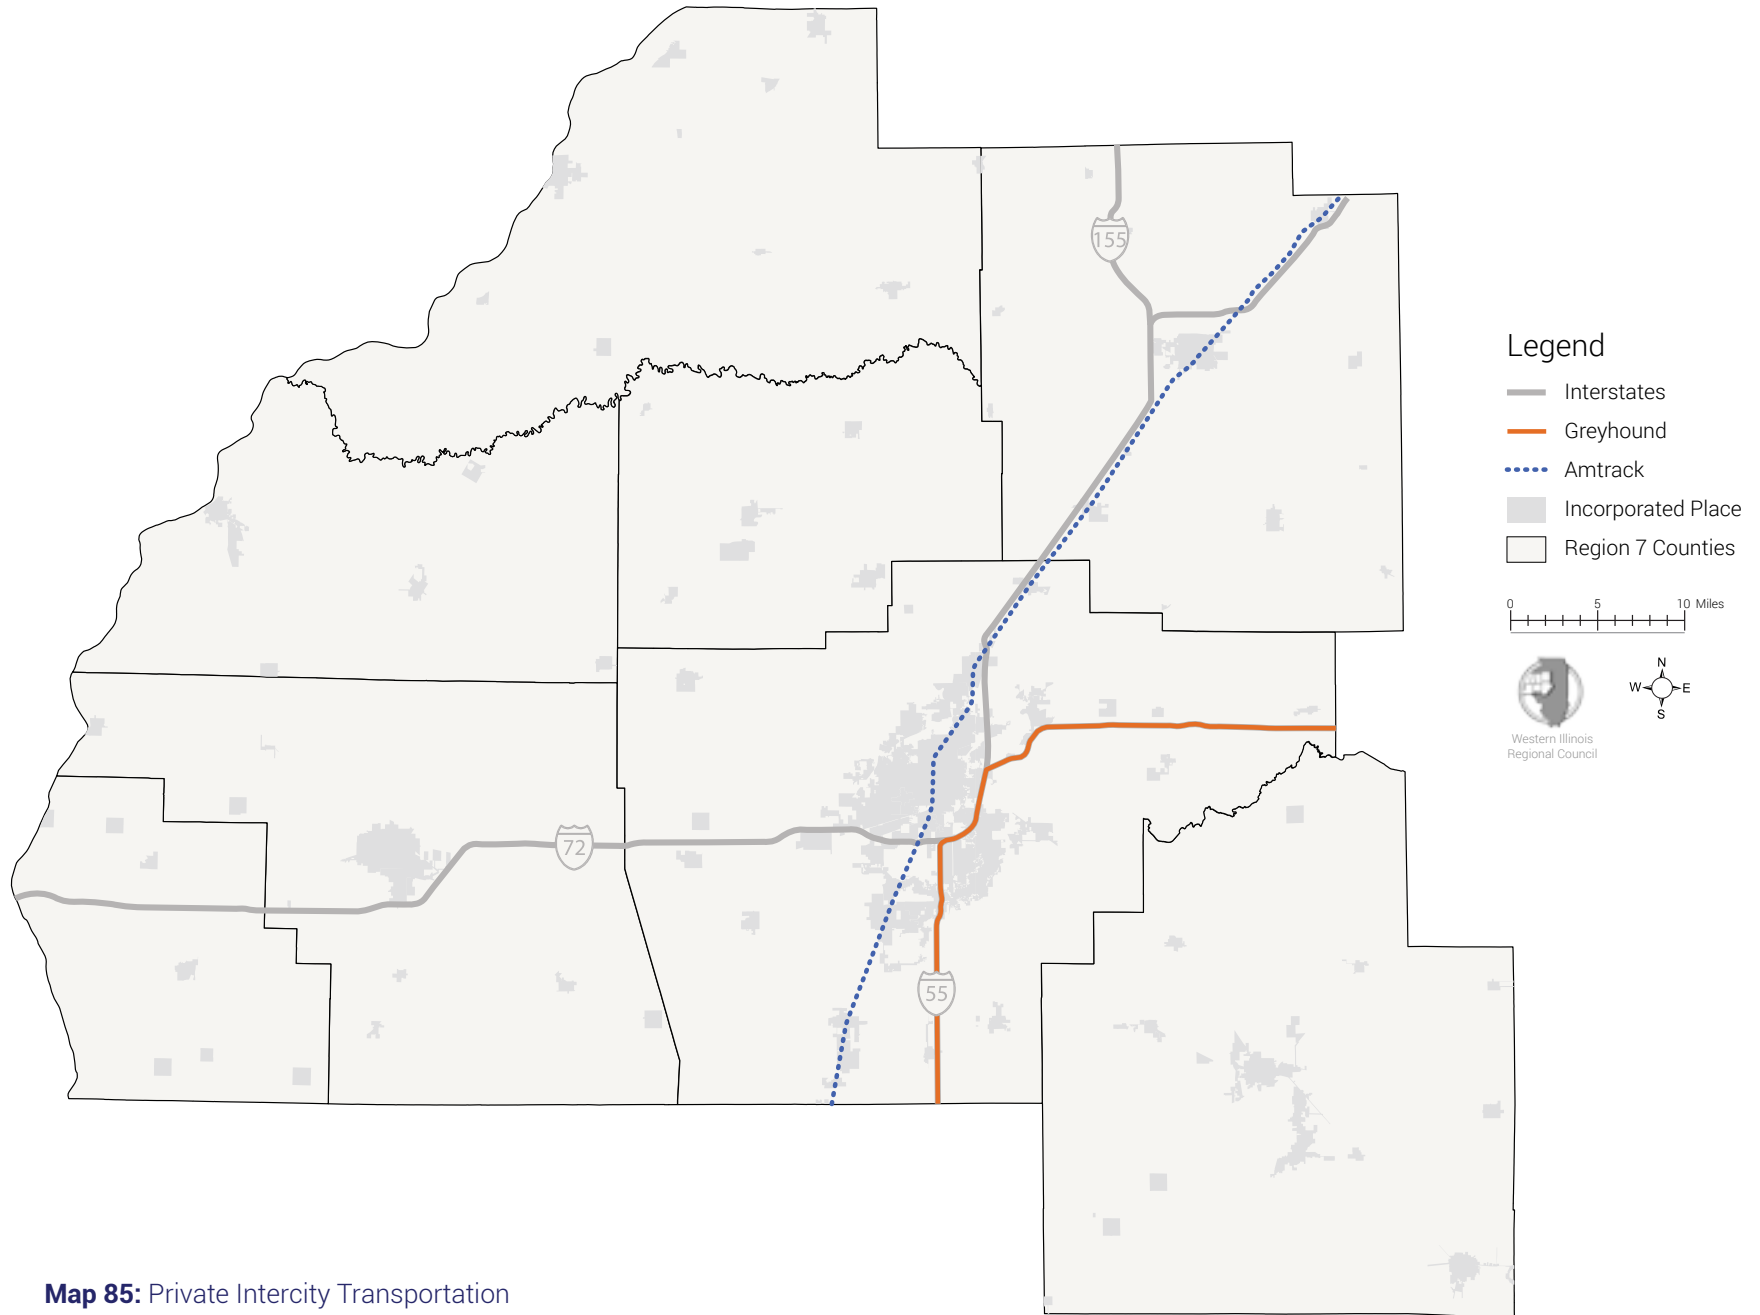 155
Legend
Interstates
Greyhound
Amtrack
Incorporated Place
Region 7 Counties
0 5 10 Miles
N
W E
S
Western Illinois
Regional Council
72
55
Map 85: Private Intercity Transportation